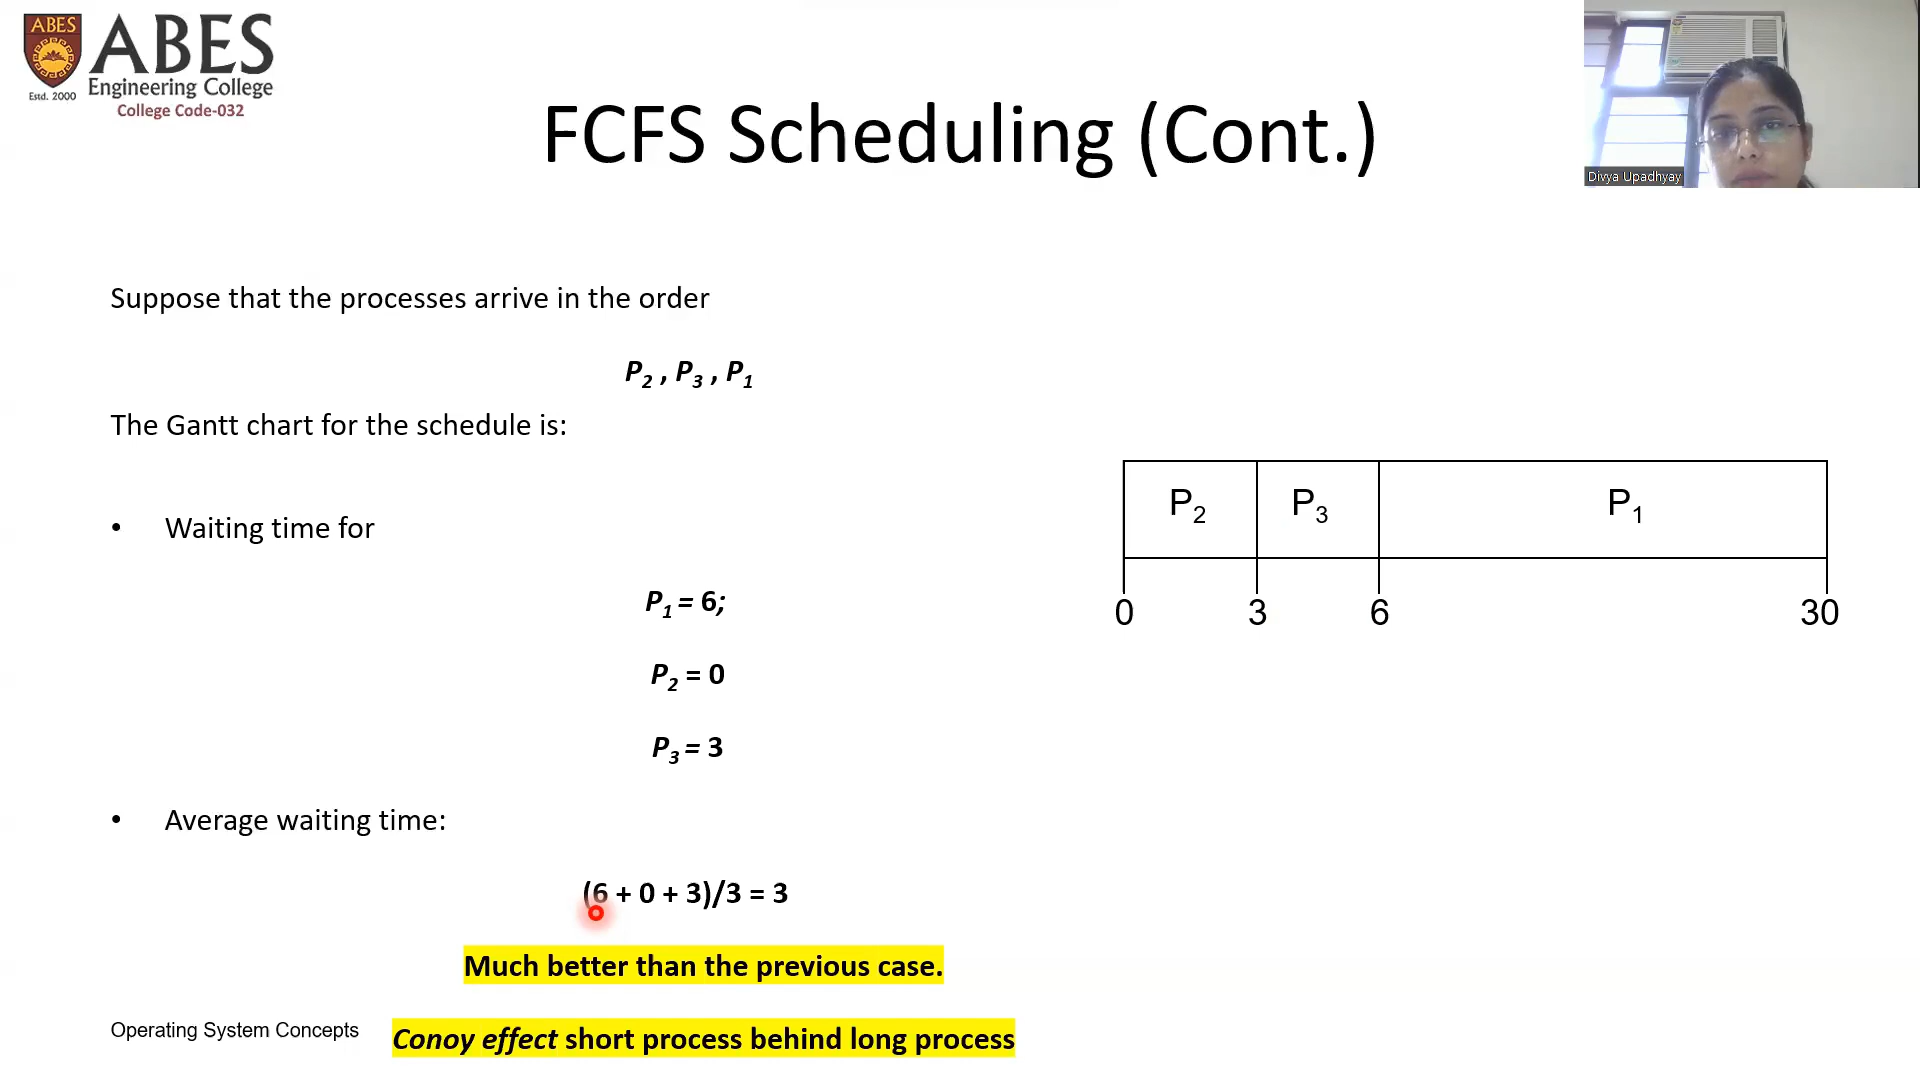 ABES
Estd. 2000
ABES
Engineering College
College Code-032
FCFS Scheduling (Cont.)
Divya Upadhyay
Suppose that the processes arrive in the order
P2 , P3 , P1
The Gantt chart for the schedule is:
• Waiting time for
P1 = 6;
P2 = 0
P3 = 3
• Average waiting time:
(6 + 0 + 3)/3 = 3
Much better than the previous case.
Conoy effect short process behind long process
P2 P3 P1
0 3 6 30
Operating System Concepts